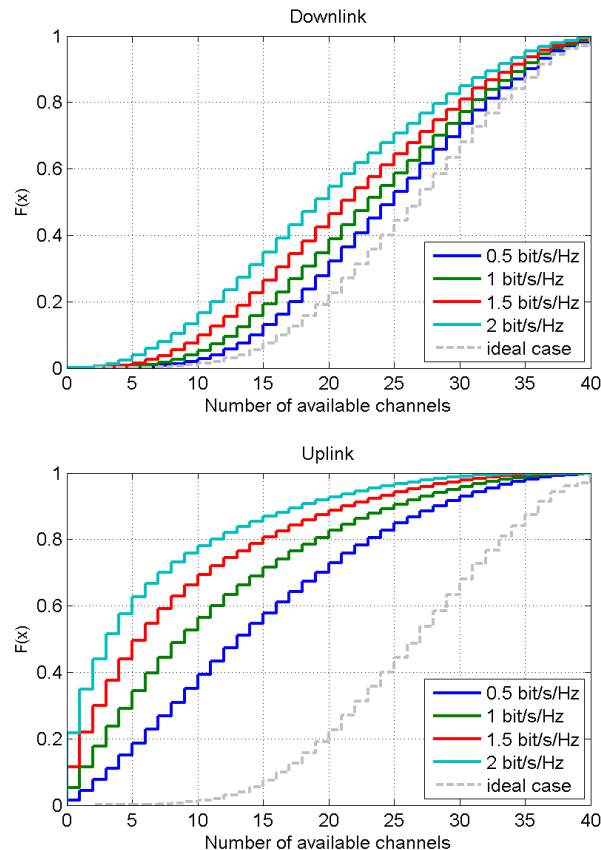 Downlink
1
0.8
0.6
0.4
0.2
0
F(x)
0.5 bit/s/Hz
1 bit/s/Hz
1.5 bit/s/Hz
2 bit/s/Hz
ideal case
0 5 10 15 20 25 30 35 40
Number of available channels
Uplink
1
0.8
0.6
0.4
0.2
0
F(x)
0.5 bit/s/Hz
1 bit/s/Hz
1.5 bit/s/Hz
2 bit/s/Hz
ideal case
0 5 10 15 20 25 30 35 40
Number of available channels